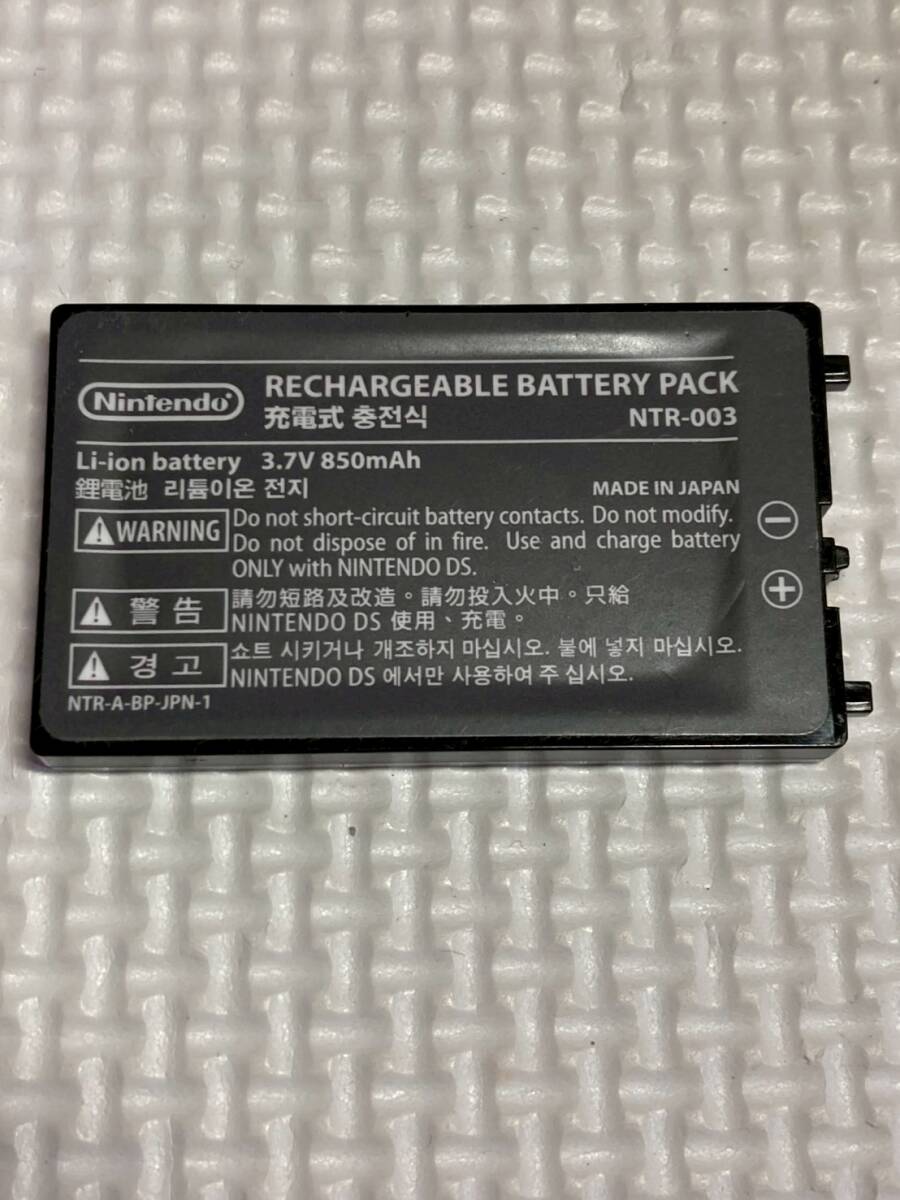 Nintendo®
RECHARGEABLE BATTERY PACK
充電式 충전식 NTR-003
Li-ion battery 3.7V 850mAh
鋰電池 리튬이온 전지 MADE IN JAPAN
WARNING Do not short-circuit battery contacts. Do not modify.
Do not dispose of in fire. Use and charge battery
ONLY with NINTENDO DS.
警告 請勿短路及改造。請勿投入火中。只給
NINTENDO DS 使用、充電。
경고 쇼트 시키거나 개조하지 마십시오. 불에 넣지 마십시오.
NINTENDO DS 에서만 사용하여 주 십시오.
NTR-A-BP-JPN-1
−
+